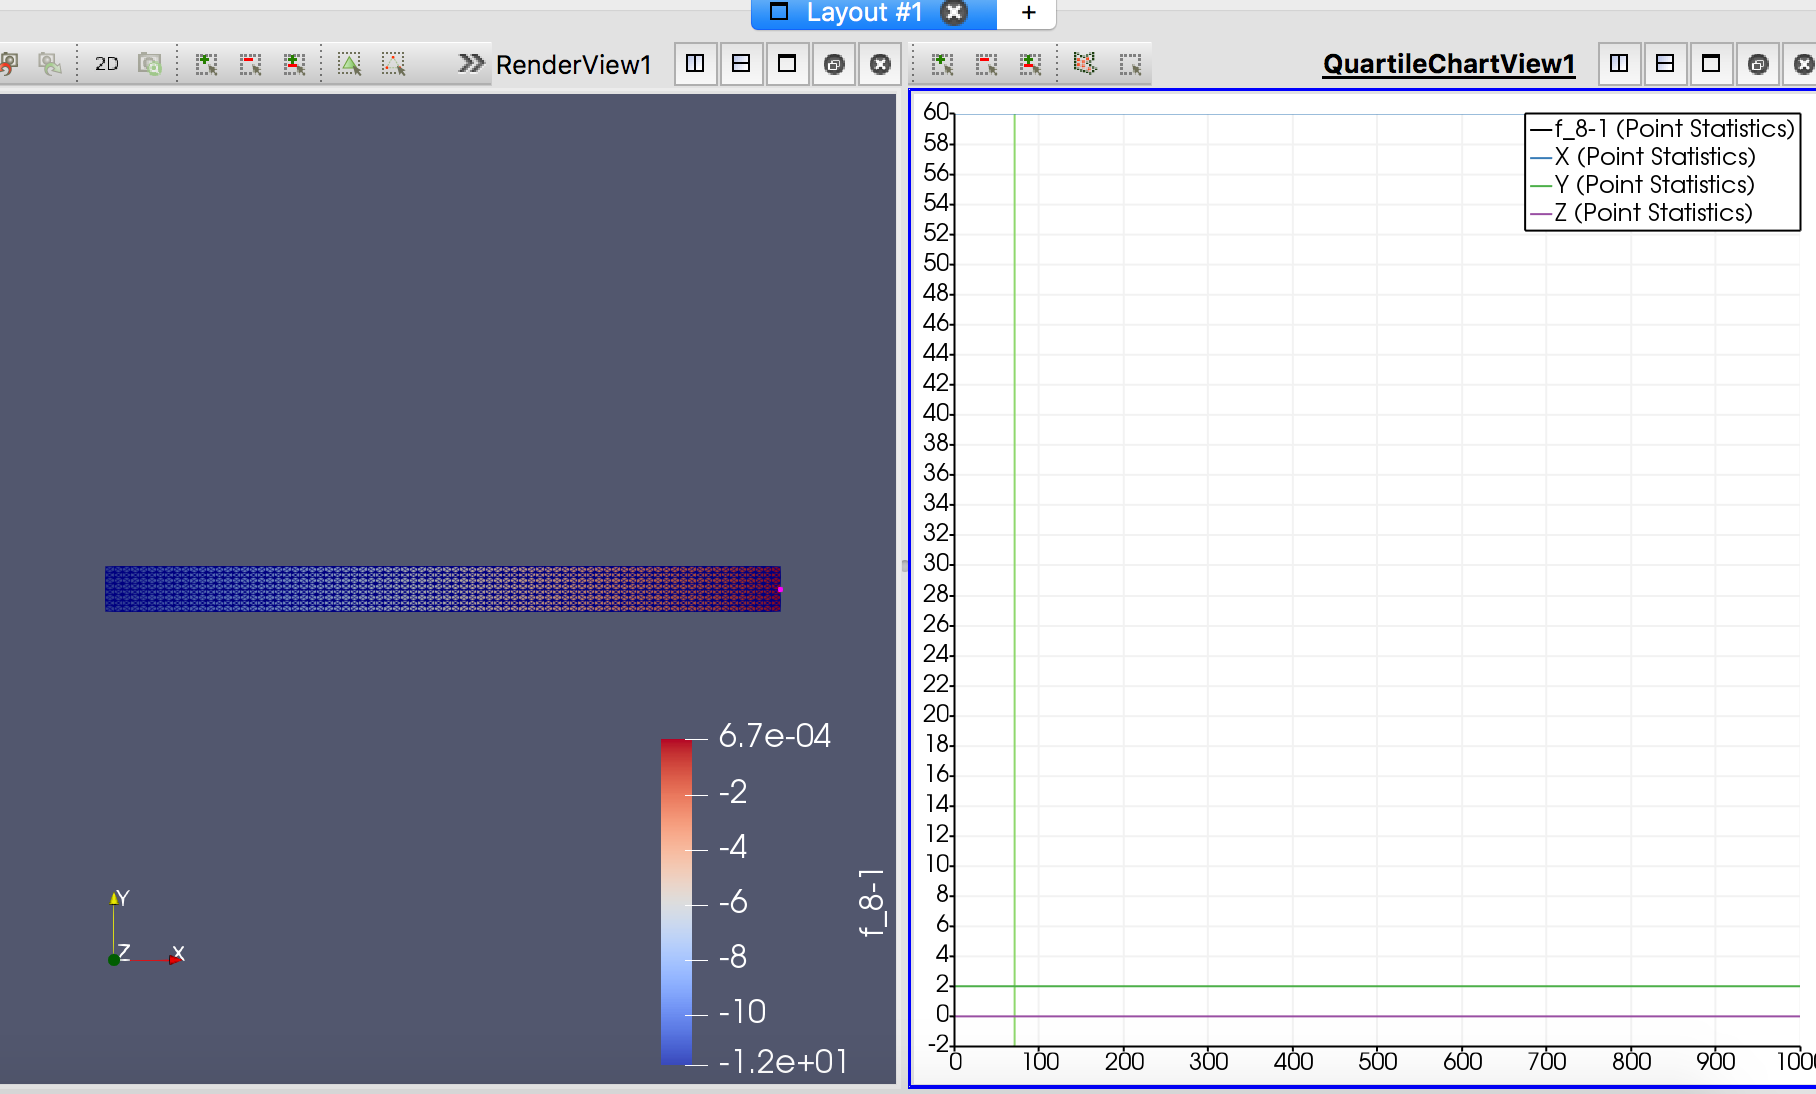 Layout #1
+
2D
RenderView1
QuartileChartView1
60
58
56
54
52
50
48
46
44
42
40
38
36
34
32
30
28
26
24
22
20
18
16
14
12
10
8
6
4
2
0
-2
0 100 200 300 400 500 600 700 800 900 100
f_8-1 (Point Statistics)
X (Point Statistics)
Y (Point Statistics)
Z (Point Statistics)
6.7e-04
-2
-4
-6
-8
-10
-1.2e+01
f_8-1
Y
Z
X